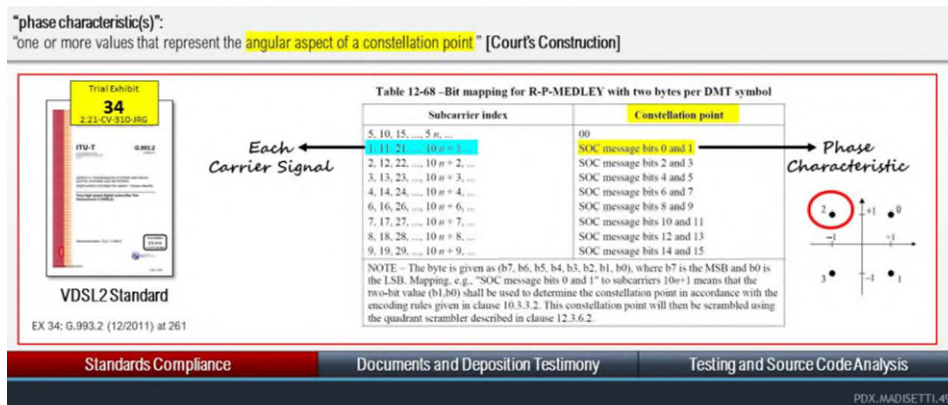 "phase characteristic(s)":
"one or more values that represent the angular aspect of a constellation point" [Court's Construction]
Trial Exhibit
34
2:21-CV-310-JRG
ITU-T
G.993.2
VDSL2 Standard
EX 34: G.993.2 (12/2011) at 261
Each
Carrier Signal
Table 12-68 –Bit mapping for R-P-MEDLEY with two bytes per DMT symbol
Subcarrier index Constellation point
5, 10, 15, ..., 5 n, ... 00
1, 11, 21, ..., 10 n + 1, ... SOC message bits 0 and 1
2, 12, 22, ..., 10 n + 2, ... SOC message bits 2 and 3
3, 13, 23, ..., 10 n + 3, ... SOC message bits 4 and 5
4, 14, 24, ..., 10 n + 4, ... SOC message bits 6 and 7
6, 16, 26, ..., 10 n + 6, ... SOC message bits 8 and 9
7, 17, 27, ..., 10 n + 7, ... SOC message bits 10 and 11
8, 18, 28, ..., 10 n + 8, ... SOC message bits 12 and 13
9, 19, 29, ..., 10 n + 9, ... SOC message bits 14 and 15
NOTE – The byte is given as (b7, b6, b5, b4, b3, b2, b1, b0), where b7 is the MSB and b0 is
the LSB. Mapping, e.g., "SOC message bits 0 and 1" to subcarriers 10n+1 means that the
two-bit value (b1,b0) shall be used to determine the constellation point in accordance with the
encoding rules given in clause 10.3.3.2. This constellation point will then be scrambled using
the quadrant scrambler described in clause 12.3.6.2.
Phase
Characteristic
2 +1 0
–1 +1
3 –1 1
Standards Compliance
Documents and Deposition Testimony
Testing and Source Code Analysis
PDX.MADISETTI.49